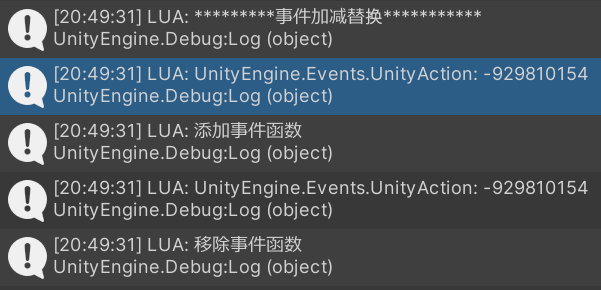 [20:49:31] LUA: *********事件加减替换***********
UnityEngine.Debug:Log (object)
[20:49:31] LUA: UnityEngine.Events.UnityAction: -929810154
UnityEngine.Debug:Log (object)
[20:49:31] LUA: 添加事件函数
UnityEngine.Debug:Log (object)
[20:49:31] LUA: UnityEngine.Events.UnityAction: -929810154
UnityEngine.Debug:Log (object)
[20:49:31] LUA: 移除事件函数
UnityEngine.Debug:Log (object)